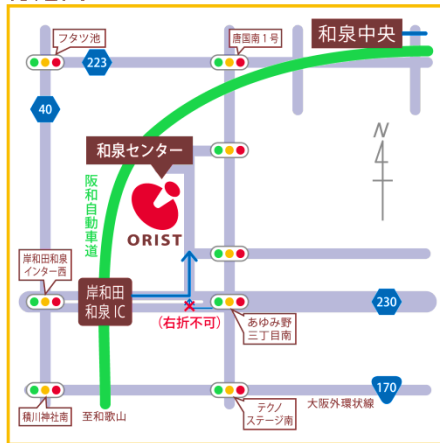 フタツ池
唐国南1号
和泉中央
223
40
和泉センター
N
阪和自動車道
ORIST
岸和田和泉
インター西
岸和田
和泉IC
230
(右折不可)
あゆみ野
三丁目南
170
大阪外環状線
積川神社南
至和歌山
テクノ
ステージ南